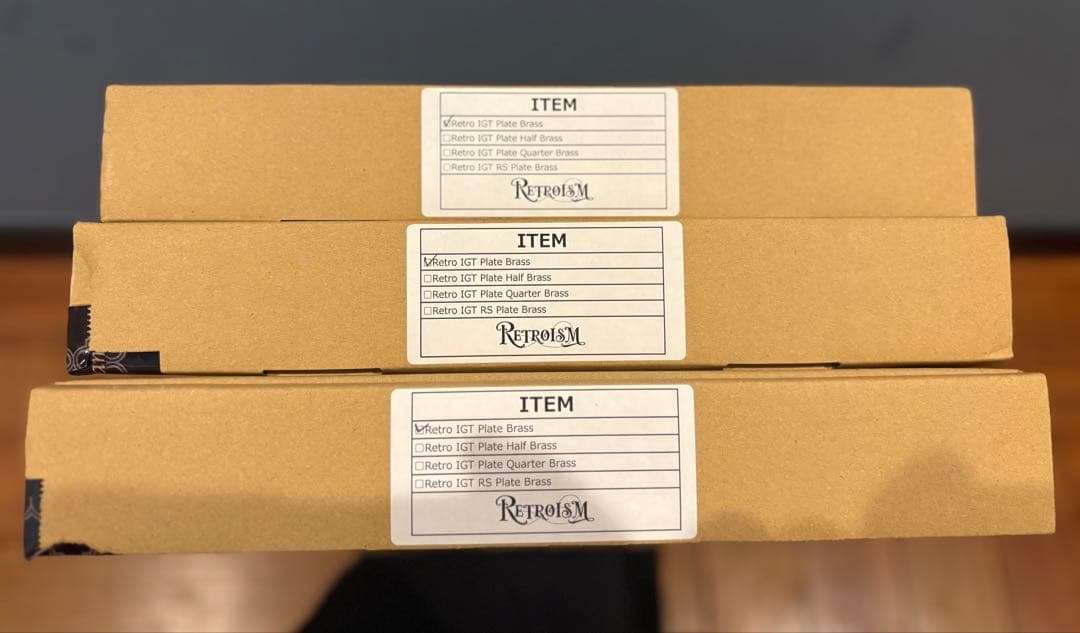 ITEM
☑Retro IGT Plate Brass
☐Retro IGT Plate Half Brass
☐Retro IGT Plate Quarter Brass
☐Retro IGT RS Plate Brass
RETROISM
ITEM
☑Retro IGT Plate Brass
☐Retro IGT Plate Half Brass
☐Retro IGT Plate Quarter Brass
☐Retro IGT RS Plate Brass
RETROISM
ITEM
☑Retro IGT Plate Brass
☐Retro IGT Plate Half Brass
☐Retro IGT Plate Quarter Brass
☐Retro IGT RS Plate Brass
RETROISM